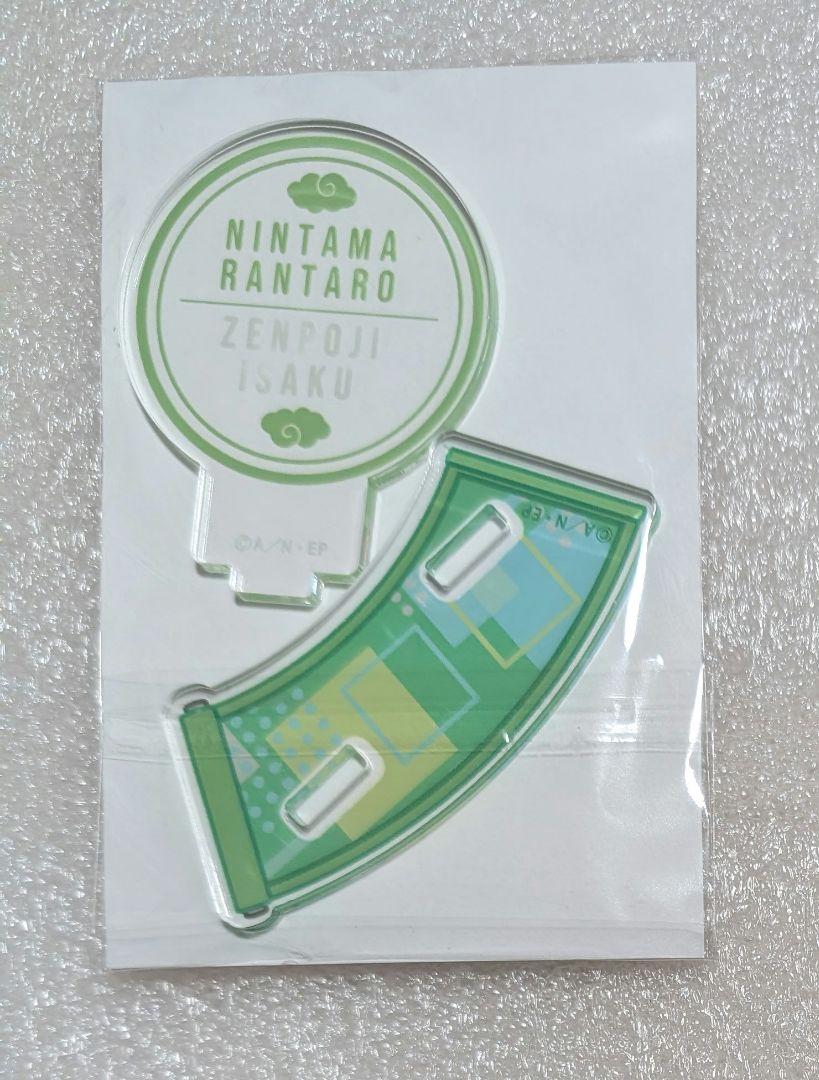 NINTAMA
RANTARO
ZENPOJI
ISAKU
©A/N・EP
©A/N・EP